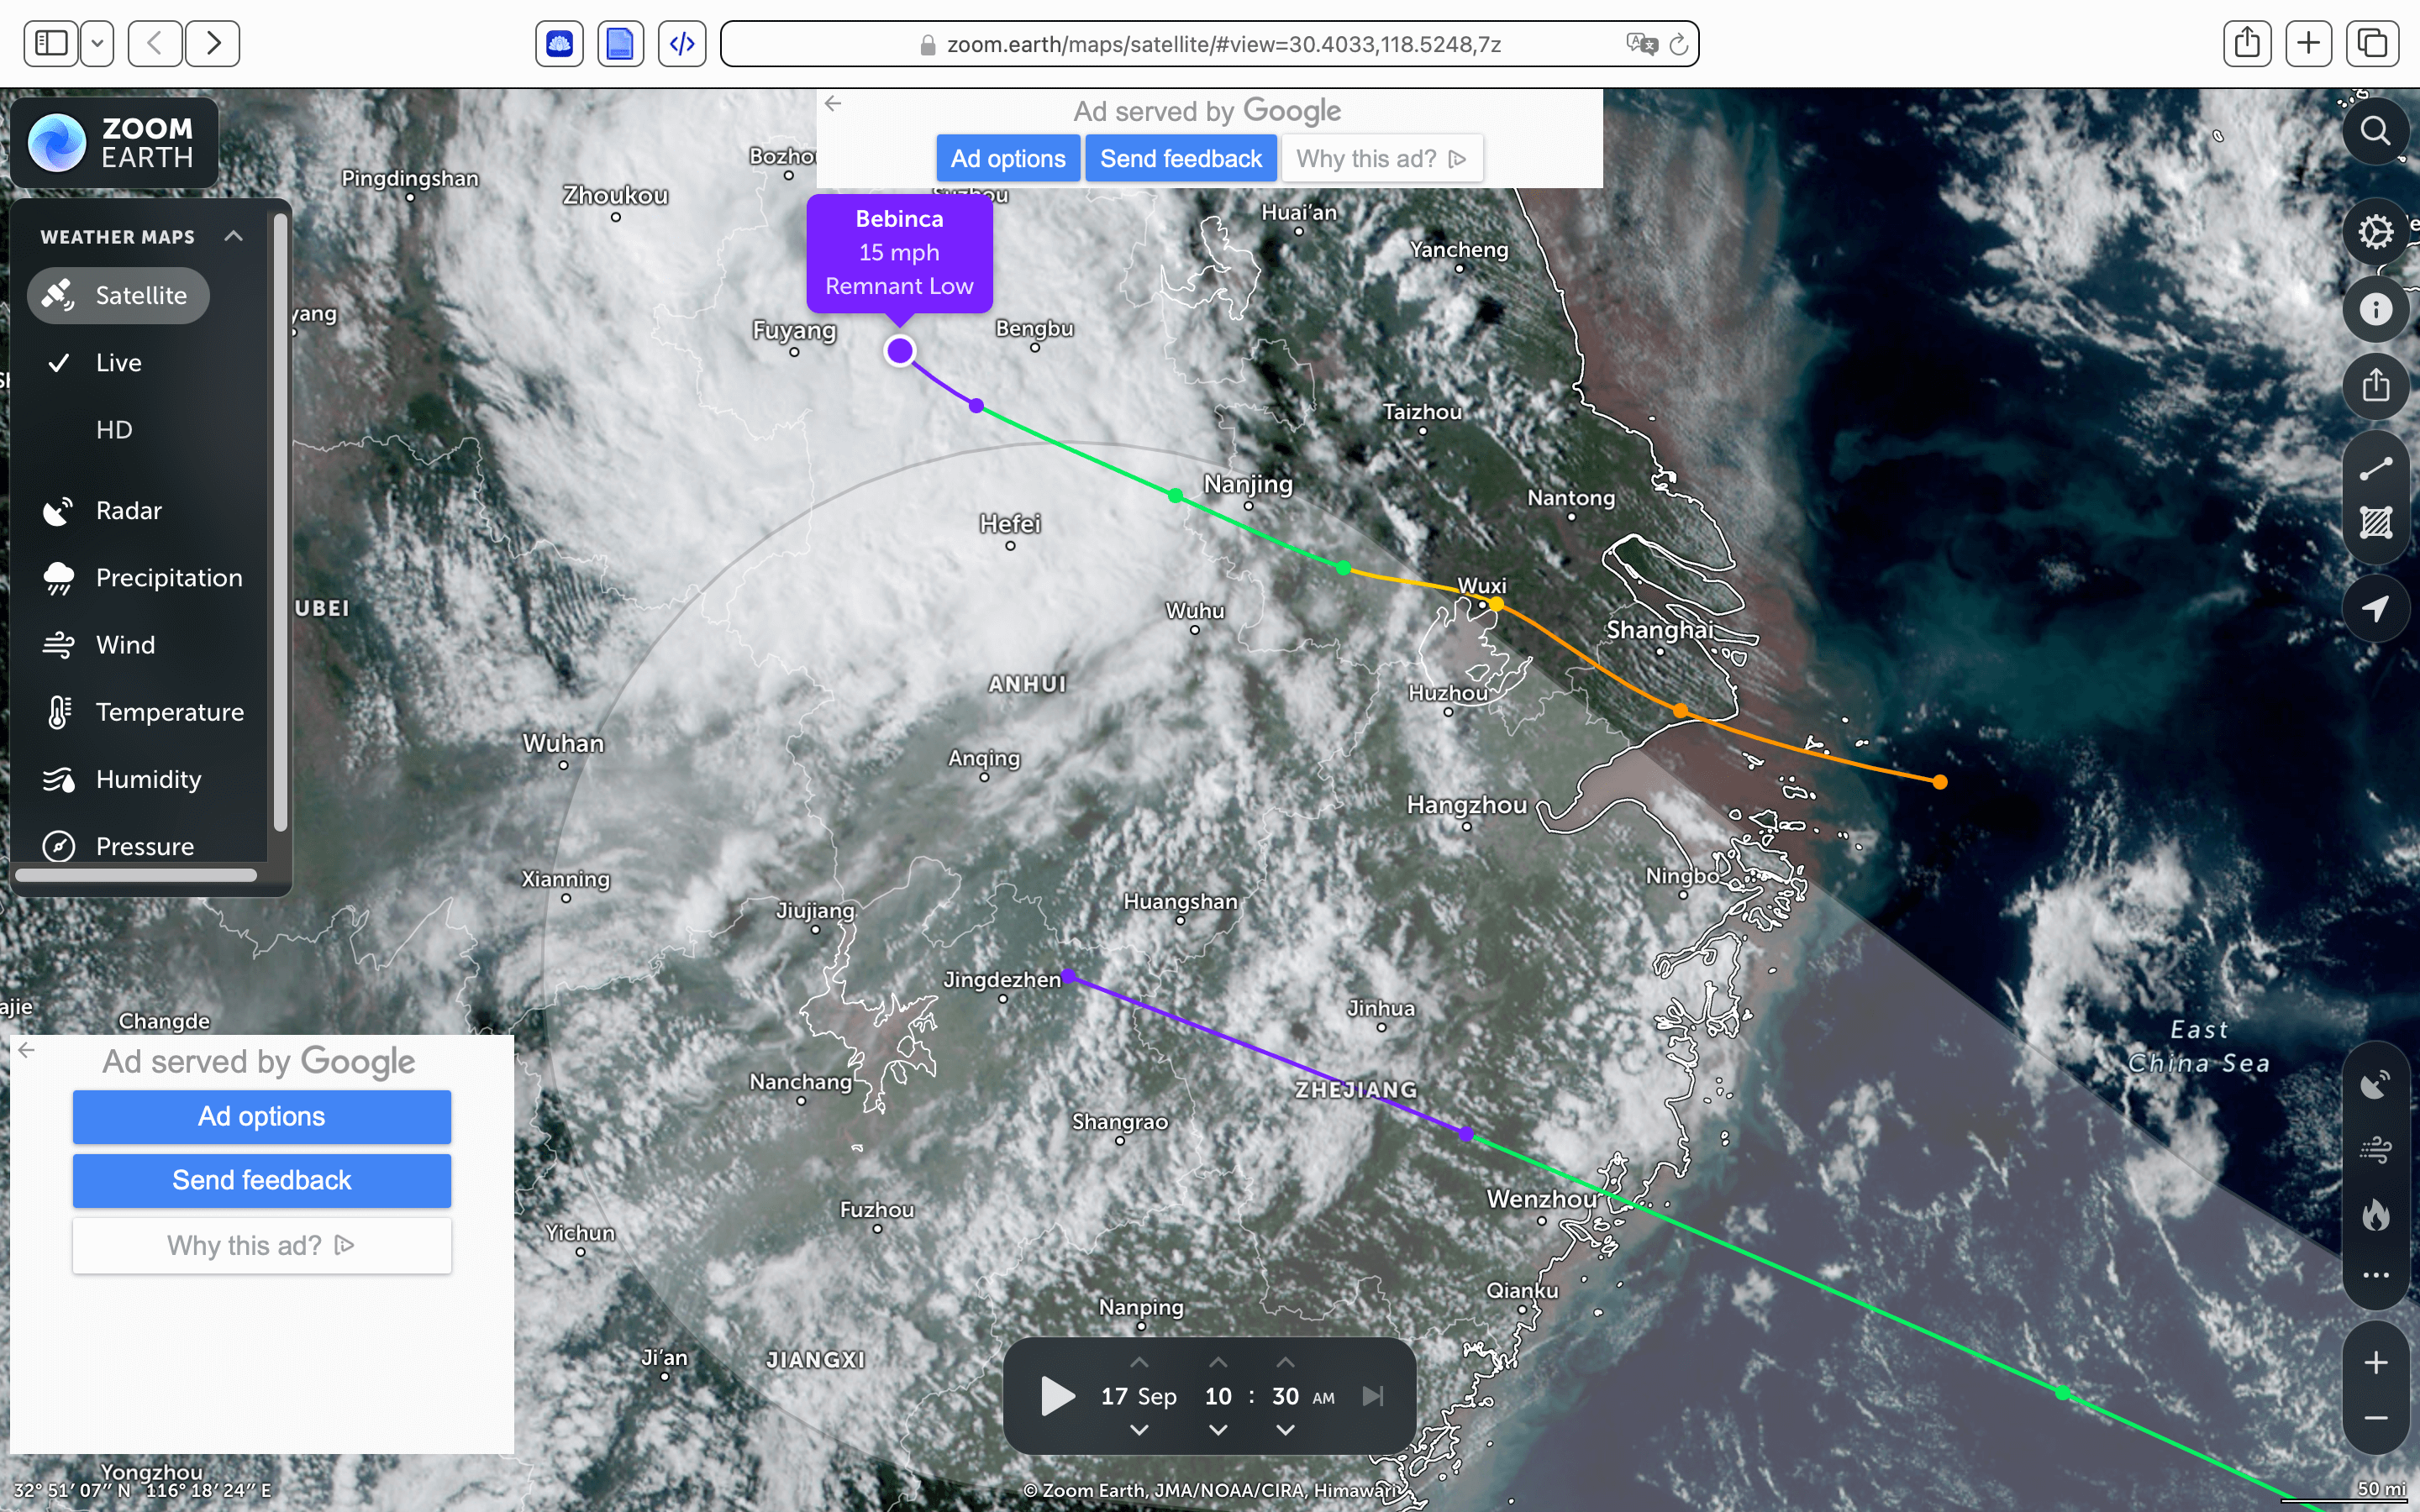 zoom.earth/maps/satellite/#view=30.4033,118.5248,7z
ZOOM
EARTH
WEATHER MAPS
Satellite
Live
HD
Radar
Precipitation
Wind
Temperature
Humidity
Pressure
Ad served by Google
Ad options
Send feedback
Why this ad?
Bebinca
15 mph
Remnant Low
Pingdingshan
Zhoukou
Huai’an
Yancheng
yang
Fuyang
Bengbu
Taizhou
Nanjing
Nantong
Hefei
Wuxi
UBEI
Wuhu
Shanghai
ANHUI
Huzhou
Wuhan
Anqing
Hangzhou
Xianning
Ningbo
Jiujiang
Huangshan
Jingdezhen
ajie
Jinhua
Changde
East
China Sea
Nanchang
ZHEJIANG
Shangrao
Wenzhou
Fuzhou
Yichun
Qianku
Nanping
Ji’an
JIANGXI
Ad served by Google
Ad options
Send feedback
Why this ad?
17 Sep 10 : 30 AM
Yongzhou
32° 51′ 07″ N 116° 18′ 24″ E
© Zoom Earth, JMA/NOAA/CIRA, Himawari
50 mi